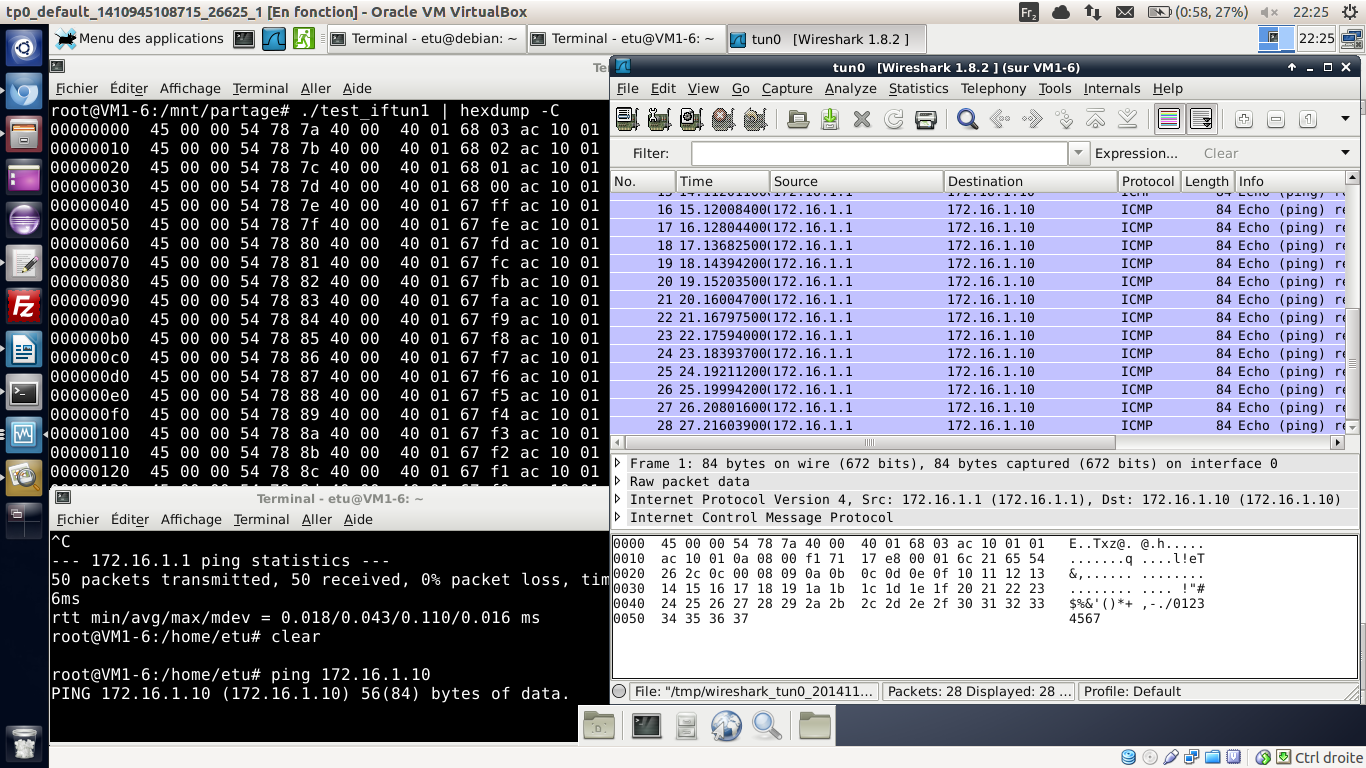 tp0_default_1410945108715_26625_1 [En fonction] - Oracle VM VirtualBox
Fr2
(0:58, 27%)
22:25
Menu des applications
Terminal - etu@debian: ~
Terminal - etu@VM1-6: ~
tun0 [Wireshark 1.8.2 ]
22:25
Te
Fichier Éditer Affichage Terminal Aller Aide
root@VM1-6:/mnt/partage# ./test_iftun1 | hexdump -C
00000000 45 00 00 54 78 7a 40 00 40 01 68 03 ac 10 01
00000010 45 00 00 54 78 7b 40 00 40 01 68 02 ac 10 01
00000020 45 00 00 54 78 7c 40 00 40 01 68 01 ac 10 01
00000030 45 00 00 54 78 7d 40 00 40 01 68 00 ac 10 01
00000040 45 00 00 54 78 7e 40 00 40 01 67 ff ac 10 01
00000050 45 00 00 54 78 7f 40 00 40 01 67 fe ac 10 01
00000060 45 00 00 54 78 80 40 00 40 01 67 fd ac 10 01
00000070 45 00 00 54 78 81 40 00 40 01 67 fc ac 10 01
00000080 45 00 00 54 78 82 40 00 40 01 67 fb ac 10 01
00000090 45 00 00 54 78 83 40 00 40 01 67 fa ac 10 01
000000a0 45 00 00 54 78 84 40 00 40 01 67 f9 ac 10 01
000000b0 45 00 00 54 78 85 40 00 40 01 67 f8 ac 10 01
000000c0 45 00 00 54 78 86 40 00 40 01 67 f7 ac 10 01
000000d0 45 00 00 54 78 87 40 00 40 01 67 f6 ac 10 01
000000e0 45 00 00 54 78 88 40 00 40 01 67 f5 ac 10 01
000000f0 45 00 00 54 78 89 40 00 40 01 67 f4 ac 10 01
00000100 45 00 00 54 78 8a 40 00 40 01 67 f3 ac 10 01
00000110 45 00 00 54 78 8b 40 00 40 01 67 f2 ac 10 01
00000120 45 00 00 54 78 8c 40 00 40 01 67 f1 ac 10 01
Terminal - etu@VM1-6: ~
Fichier Éditer Affichage Terminal Aller Aide
^C
--- 172.16.1.1 ping statistics ---
50 packets transmitted, 50 received, 0% packet loss, tim
6ms
rtt min/avg/max/mdev = 0.018/0.043/0.110/0.016 ms
root@VM1-6:/home/etu# clear
root@VM1-6:/home/etu# ping 172.16.1.10
PING 172.16.1.10 (172.16.1.10) 56(84) bytes of data.
tun0 [Wireshark 1.8.2 ] (sur VM1-6)
File Edit View Go Capture Analyze Statistics Telephony Tools Internals Help
Filter: Expression... Clear
No. Time Source Destination Protocol Length Info
16 15.120084000 172.16.1.1 172.16.1.10 ICMP 84 Echo (ping) re
17 16.128044000 172.16.1.1 172.16.1.10 ICMP 84 Echo (ping) re
18 17.136825000 172.16.1.1 172.16.1.10 ICMP 84 Echo (ping) re
19 18.143942000 172.16.1.1 172.16.1.10 ICMP 84 Echo (ping) re
20 19.152035000 172.16.1.1 172.16.1.10 ICMP 84 Echo (ping) re
21 20.160047000 172.16.1.1 172.16.1.10 ICMP 84 Echo (ping) re
22 21.167975000 172.16.1.1 172.16.1.10 ICMP 84 Echo (ping) re
23 22.175940000 172.16.1.1 172.16.1.10 ICMP 84 Echo (ping) re
24 23.183937000 172.16.1.1 172.16.1.10 ICMP 84 Echo (ping) re
25 24.192112000 172.16.1.1 172.16.1.10 ICMP 84 Echo (ping) re
26 25.199942000 172.16.1.1 172.16.1.10 ICMP 84 Echo (ping) re
27 26.208016000 172.16.1.1 172.16.1.10 ICMP 84 Echo (ping) re
28 27.216039000 172.16.1.1 172.16.1.10 ICMP 84 Echo (ping) re
Frame 1: 84 bytes on wire (672 bits), 84 bytes captured (672 bits) on interface 0
Raw packet data
Internet Protocol Version 4, Src: 172.16.1.1 (172.16.1.1), Dst: 172.16.1.10 (172.16.1.10)
Internet Control Message Protocol
0000 45 00 00 54 78 7a 40 00 40 01 68 03 ac 10 01 01 E..Txz@. @.h.....
0010 ac 10 01 0a 08 00 f1 71 17 e8 00 01 6c 21 65 54 .......q ....l!eT
0020 26 2c 0c 00 08 09 0a 0b 0c 0d 0e 0f 10 11 12 13 &,...... ........
0030 14 15 16 17 18 19 1a 1b 1c 1d 1e 1f 20 21 22 23 ........ .... !"#
0040 24 25 26 27 28 29 2a 2b 2c 2d 2e 2f 30 31 32 33 $%&'()*+ ,-./0123
0050 34 35 36 37 4567
File: "/tmp/wireshark_tun0_201411... Packets: 28 Displayed: 28 ... Profile: Default
Ctrl droite